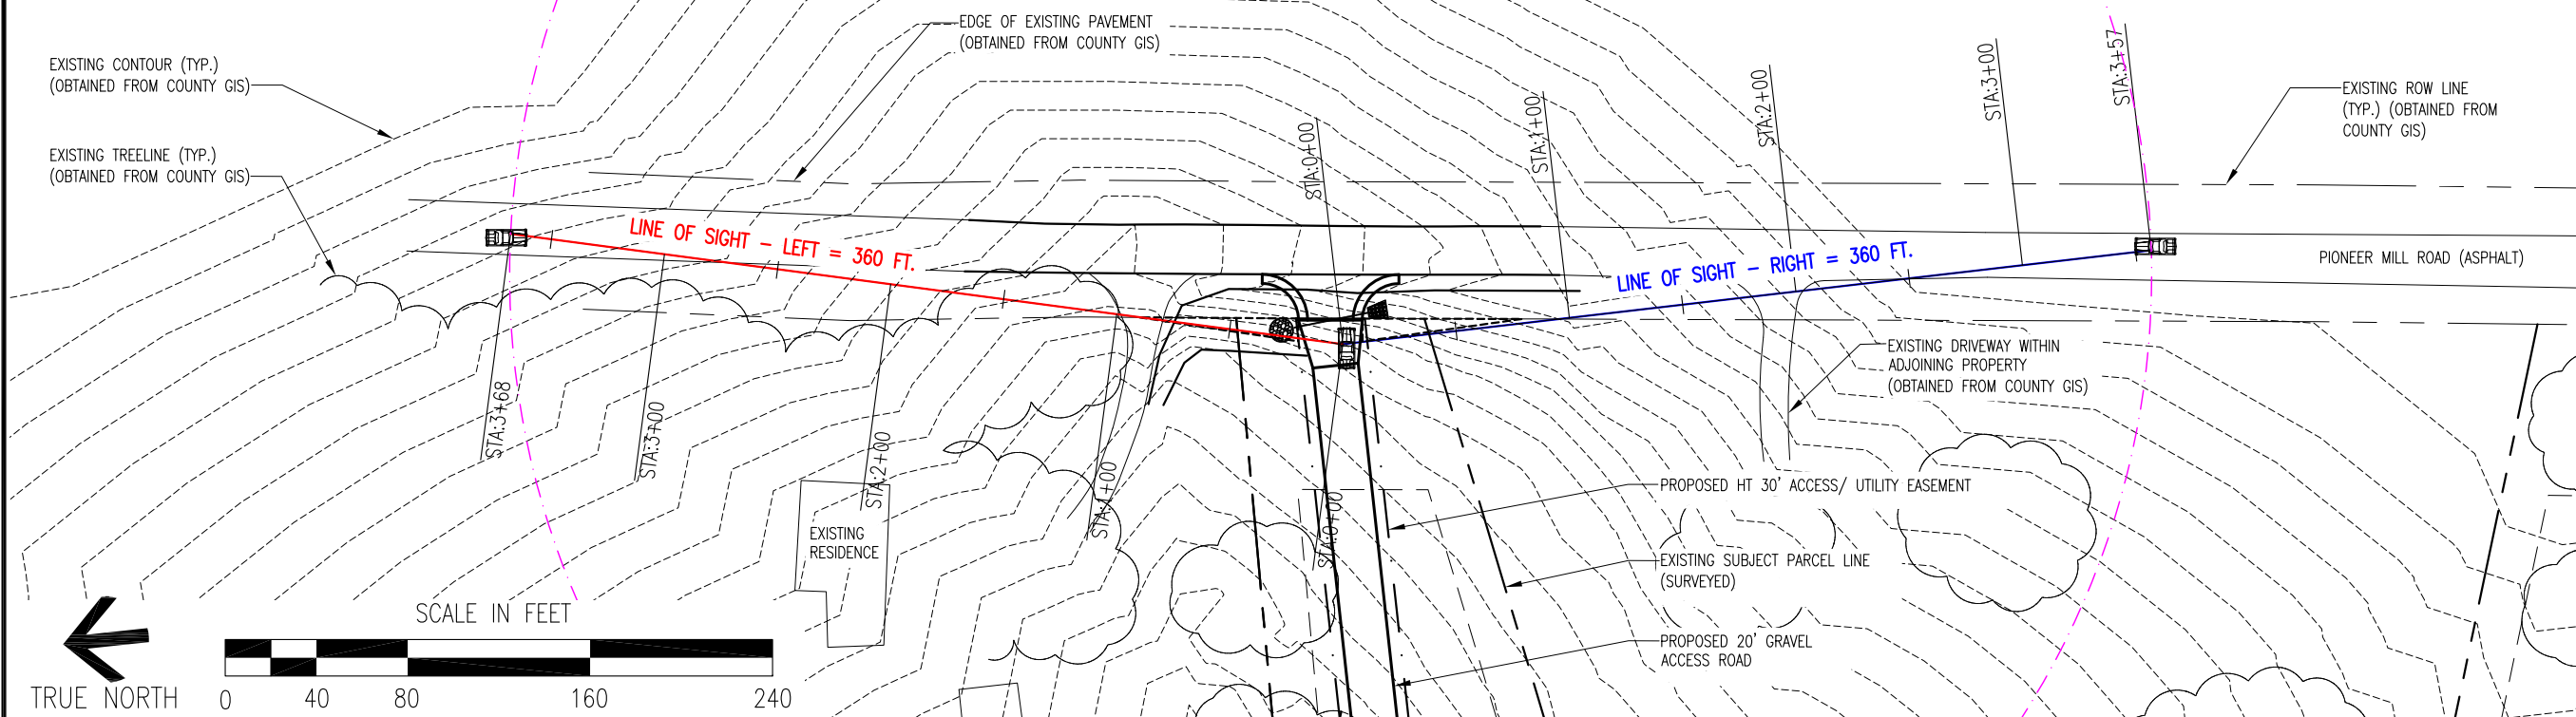 EDGE OF EXISTING PAVEMENT
(OBTAINED FROM COUNTY GIS)
EXISTING CONTOUR (TYP.)
(OBTAINED FROM COUNTY GIS)
EXISTING TREELINE (TYP.)
(OBTAINED FROM COUNTY GIS)
STA:0+00
STA:1+00
STA:2+00
STA:3+00
STA:3+57
EXISTING ROW LINE
(TYP.) (OBTAINED FROM
COUNTY GIS)
LINE OF SIGHT - LEFT = 360 FT.
LINE OF SIGHT - RIGHT = 360 FT.
PIONEER MILL ROAD (ASPHALT)
EXISTING DRIVEWAY WITHIN
ADJOINING PROPERTY
(OBTAINED FROM COUNTY GIS)
STA:3+68
STA:3+00
STA:2+00
STA:1+00
STA:0+00
PROPOSED HT 30' ACCESS/ UTILITY EASEMENT
EXISTING
RESIDENCE
EXISTING SUBJECT PARCEL LINE
(SURVEYED)
PROPOSED 20' GRAVEL
ACCESS ROAD
SCALE IN FEET
0 40 80 160 240
TRUE NORTH